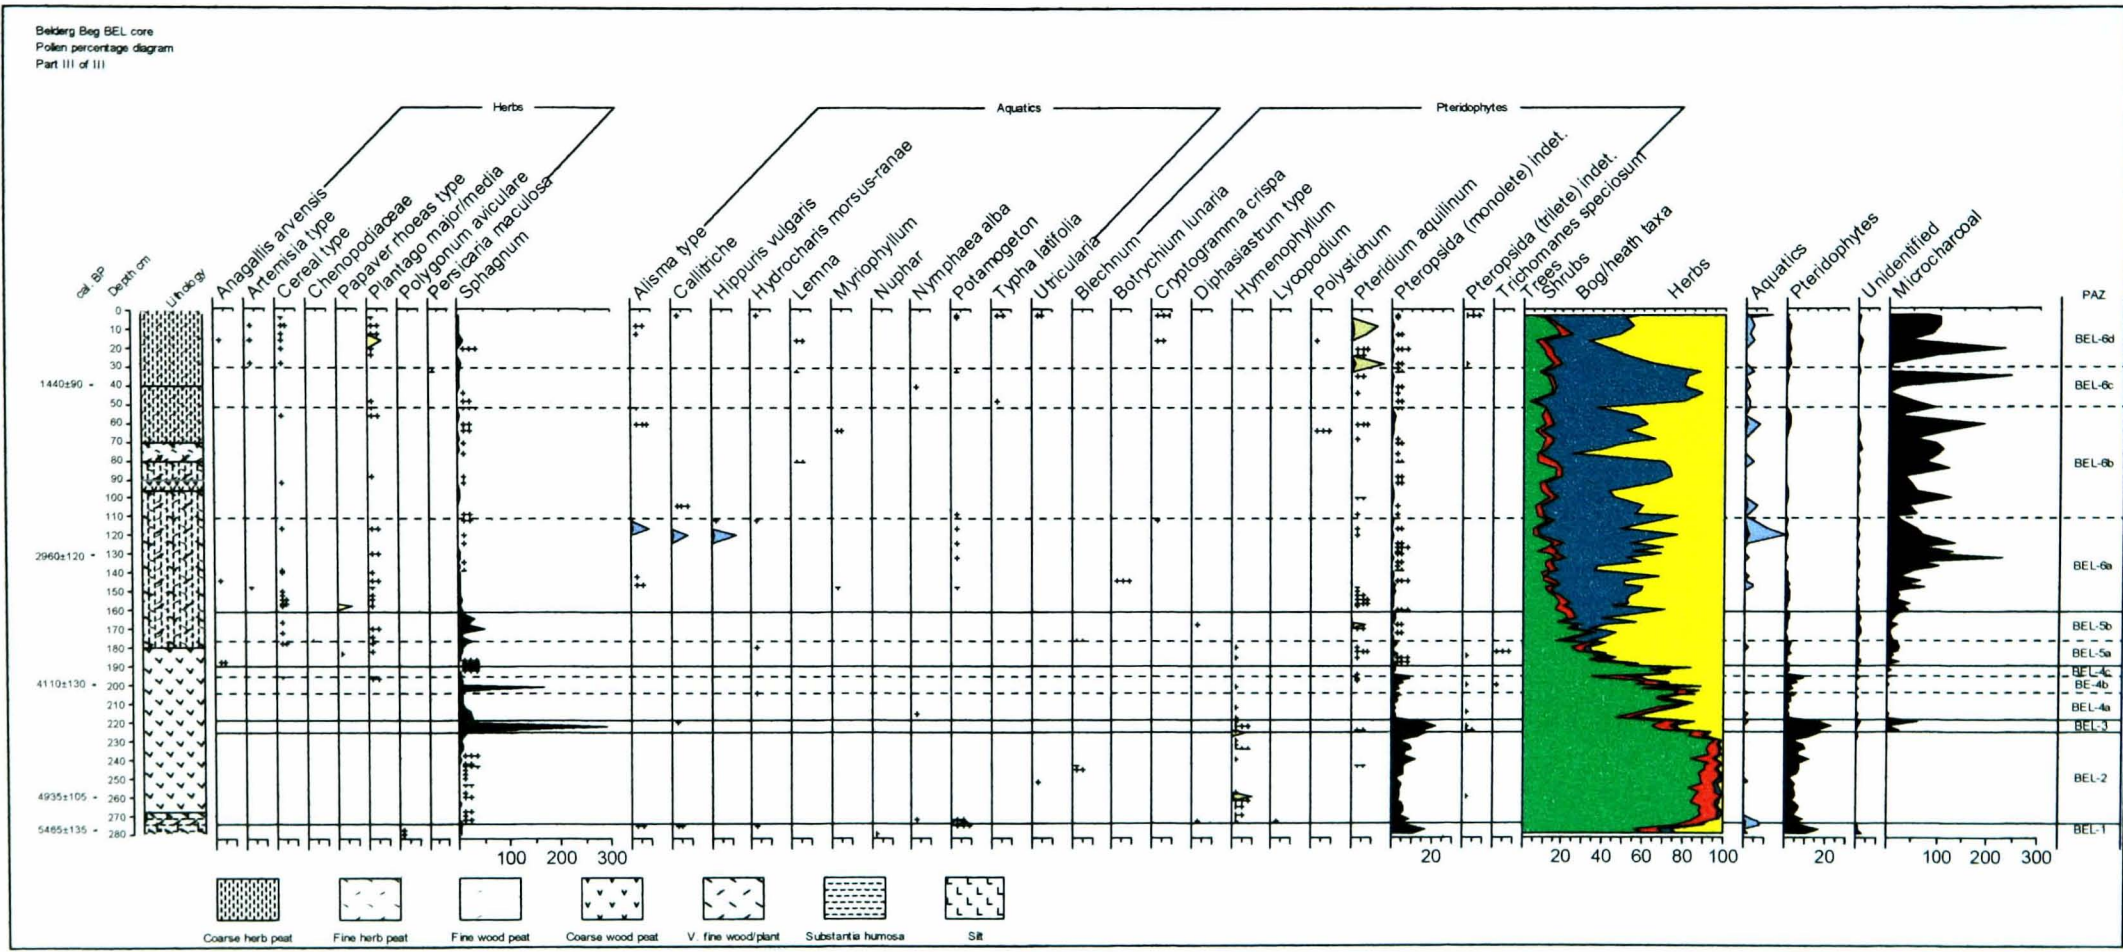 Belderg Beg BEL core
Pollen percentage diagram
Part III of III
Herbs
Aquatics
Pteridophytes
cal. BP
Depth cm
Lithology
Anagallis arvensis
Artemisia type
Cereal type
Chenopodiaceae
Papaver rhoeas type
Plantago major/media
Polygonum aviculare
Persicaria maculosa
Sphagnum
Alisma type
Callitriche
Hippuris vulgaris
Hydrocharis morsus-ranae
Lemna
Myriophyllum
Nuphar
Nymphaea alba
Potamogeton
Typha latifolia
Utricularia
Blechnum
Botrychium lunaria
Cryptogramma crispa
Diphasiastrum type
Hymenophyllum
Lycopodium
Polystichum
Pteridium aquilinum
Pteropsida (monolete) indet.
Pteropsida (trilete) indet.
Trichomanes speciosum
Trees
Shrubs
Bog/heath taxa
Herbs
Aquatics
Pteridophytes
Unidentified
Microcharcoal
PAZ
0
10
20
30
40
50
60
70
80
90
100
110
120
130
140
150
160
170
180
190
200
210
220
230
240
250
260
270
280
1440±90
2960±120
4110±130
4935±105
5465±135
BEL-6d
BEL-6c
BEL-6b
BEL-6a
BEL-5b
BEL-5a
BEL-4c
BE-4b
BEL-4a
BEL-3
BEL-2
BEL-1
100 200 300
20
20 40 60 80 100
20
100 200 300
Coarse herb peat
Fine herb peat
Fine wood peat
Coarse wood peat
V. fine wood/plant
Substantia humosa
Silt